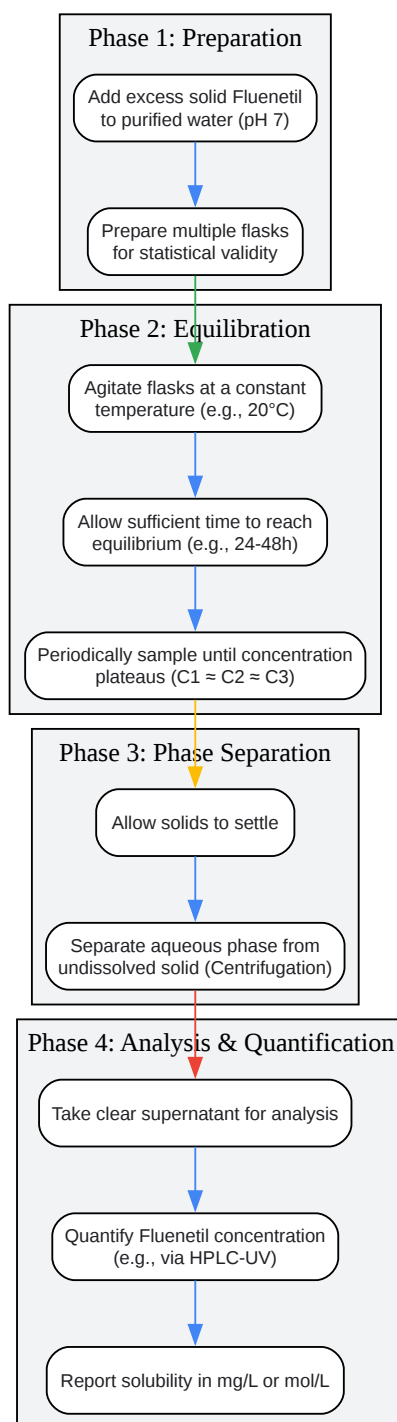 Phase 1: Preparation
Add excess solid Fluenetil
to purified water (pH 7)
Prepare multiple flasks
for statistical validity
Phase 2: Equilibration
Agitate flasks at a constant
temperature (e.g., 20°C)
Allow sufficient time to reach
equilibrium (e.g., 24-48h)
Periodically sample until concentration
plateaus (C1 ≈ C2 ≈ C3)
Phase 3: Phase Separation
Allow solids to settle
Separate aqueous phase from
undissolved solid (Centrifugation)
Phase 4: Analysis & Quantification
Take clear supernatant for analysis
Quantify Fluenetil concentration
(e.g., via HPLC-UV)
Report solubility in mg/L or mol/L